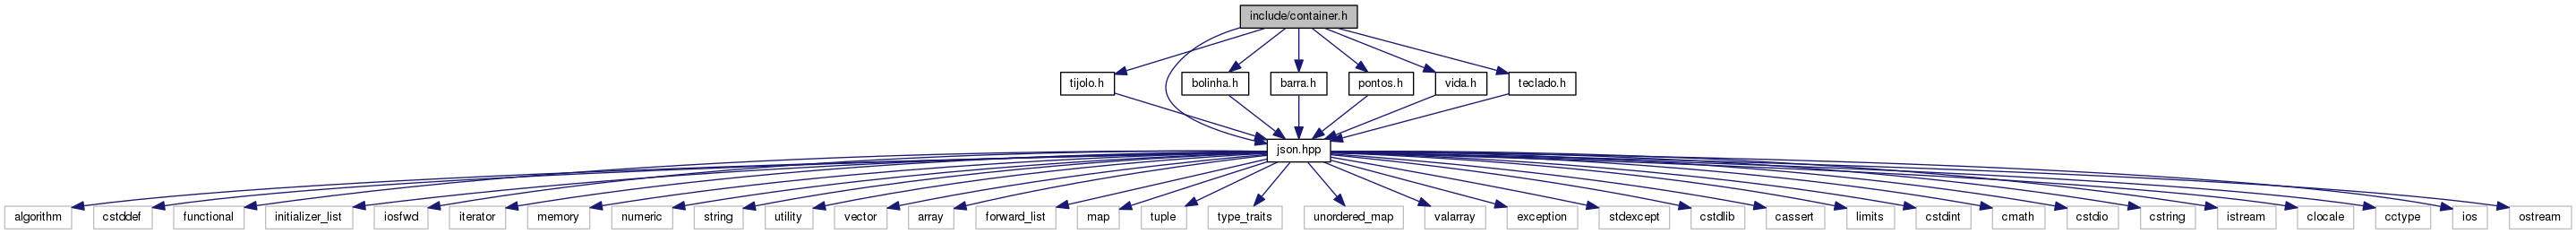 include/container.h
tijolo.h
bolinha.h
barra.h
pontos.h
vida.h
teclado.h
json.hpp
algorithm
cstddef
functional
initializer_list
iosfwd
iterator
memory
numeric
string
utility
vector
array
forward_list
map
tuple
type_traits
unordered_map
valarray
exception
stdexcept
cstdlib
cassert
limits
cstdint
cmath
cstdio
cstring
istream
clocale
cctype
ios
ostream